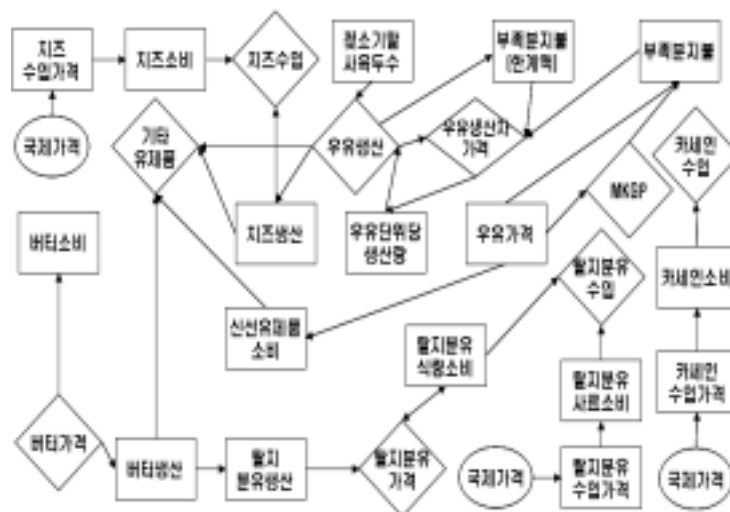 치즈
수입가격
치즈소비
치즈수입
젖소기말
사육두수
부족분지불
(한계액)
부족분지불
국제가격
기타
유제품
우유생산
우유생산자
가격
카세인
수입
MKGP
버터소비
치즈생산
우유단위당
생산량
우유가격
탈지분유
수입
카세인소비
신선유제품
소비
탈지분유
식량소비
탈지분유
사료소비
카세인
수입가격
버터가격
버터생산
탈지
분유생산
탈지분유
가격
국제가격
탈지분유
수입가격
국제가격